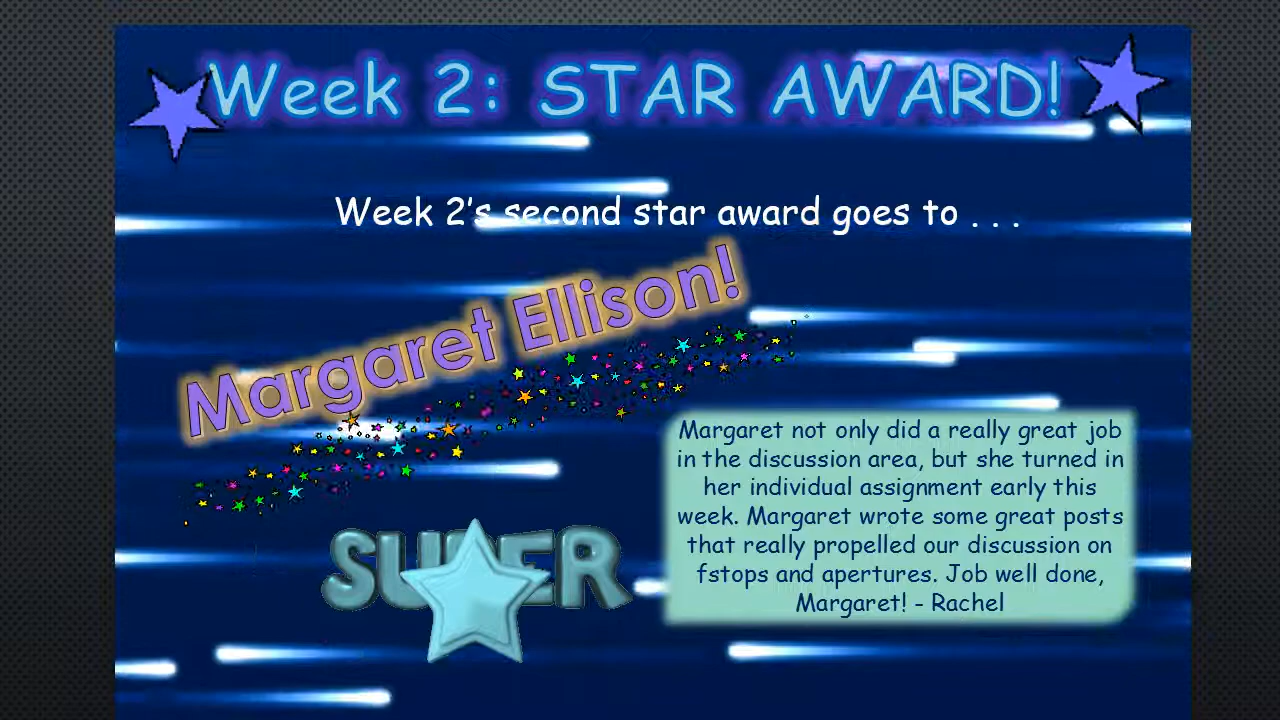 Week 2: STAR AWARD!
Week 2’s second star award goes to . . .
Margaret Ellison!
Margaret not only did a really great job
in the discussion area, but she turned in
her individual assignment early this
week. Margaret wrote some great posts
that really propelled our discussion on
fstops and apertures. Job well done,
Margaret! - Rachel
SUPER